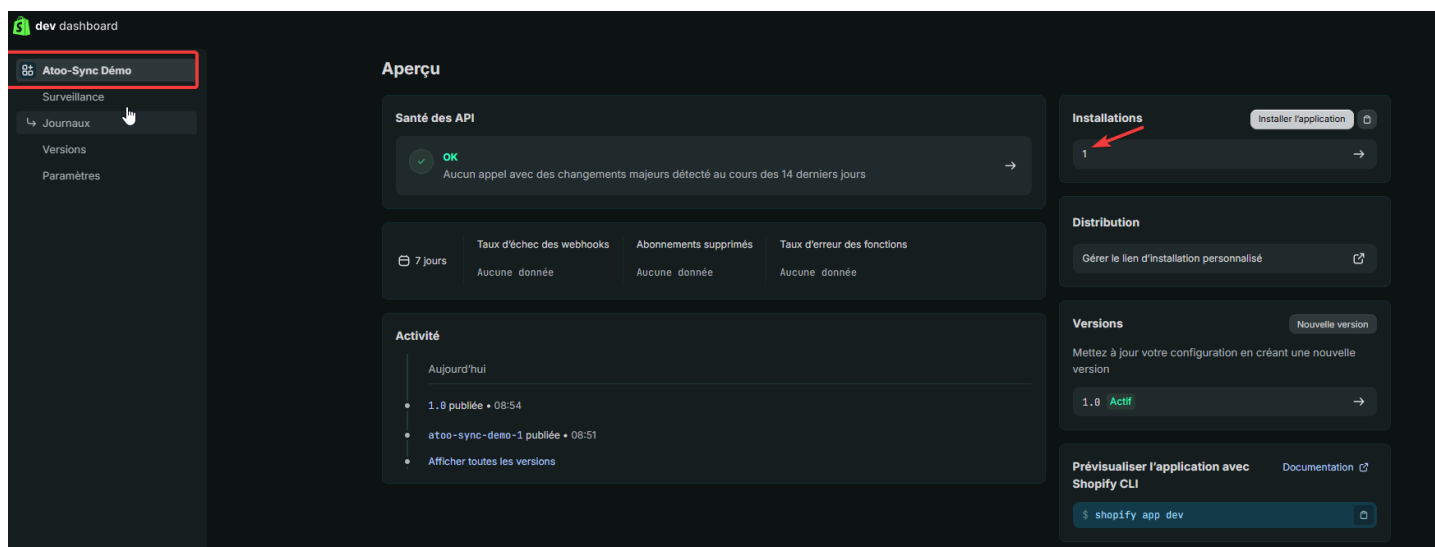 dev dashboard
Atoo-Sync Démo
Surveillance
Journaux
Versions
Paramètres
Aperçu
Santé des API
OK
Aucun appel avec des changements majeurs détecté au cours des 14 derniers jours
7 jours
Taux d'échec des webhooks
Aucune donnée
Abonnements supprimés
Aucune donnée
Taux d'erreur des fonctions
Aucune donnée
Activité
Aujourd'hui
1.0 publiée • 08:54
atoo-sync-demo-1 publiée • 08:51
Afficher toutes les versions
Installations
Installer l'application
1
Distribution
Gérer le lien d'installation personnalisé
Versions
Nouvelle version
Mettez à jour votre configuration en créant une nouvelle
version
1.0 Actif
Prévisualiser l'application avec
Shopify CLI
Documentation
$ shopify app dev